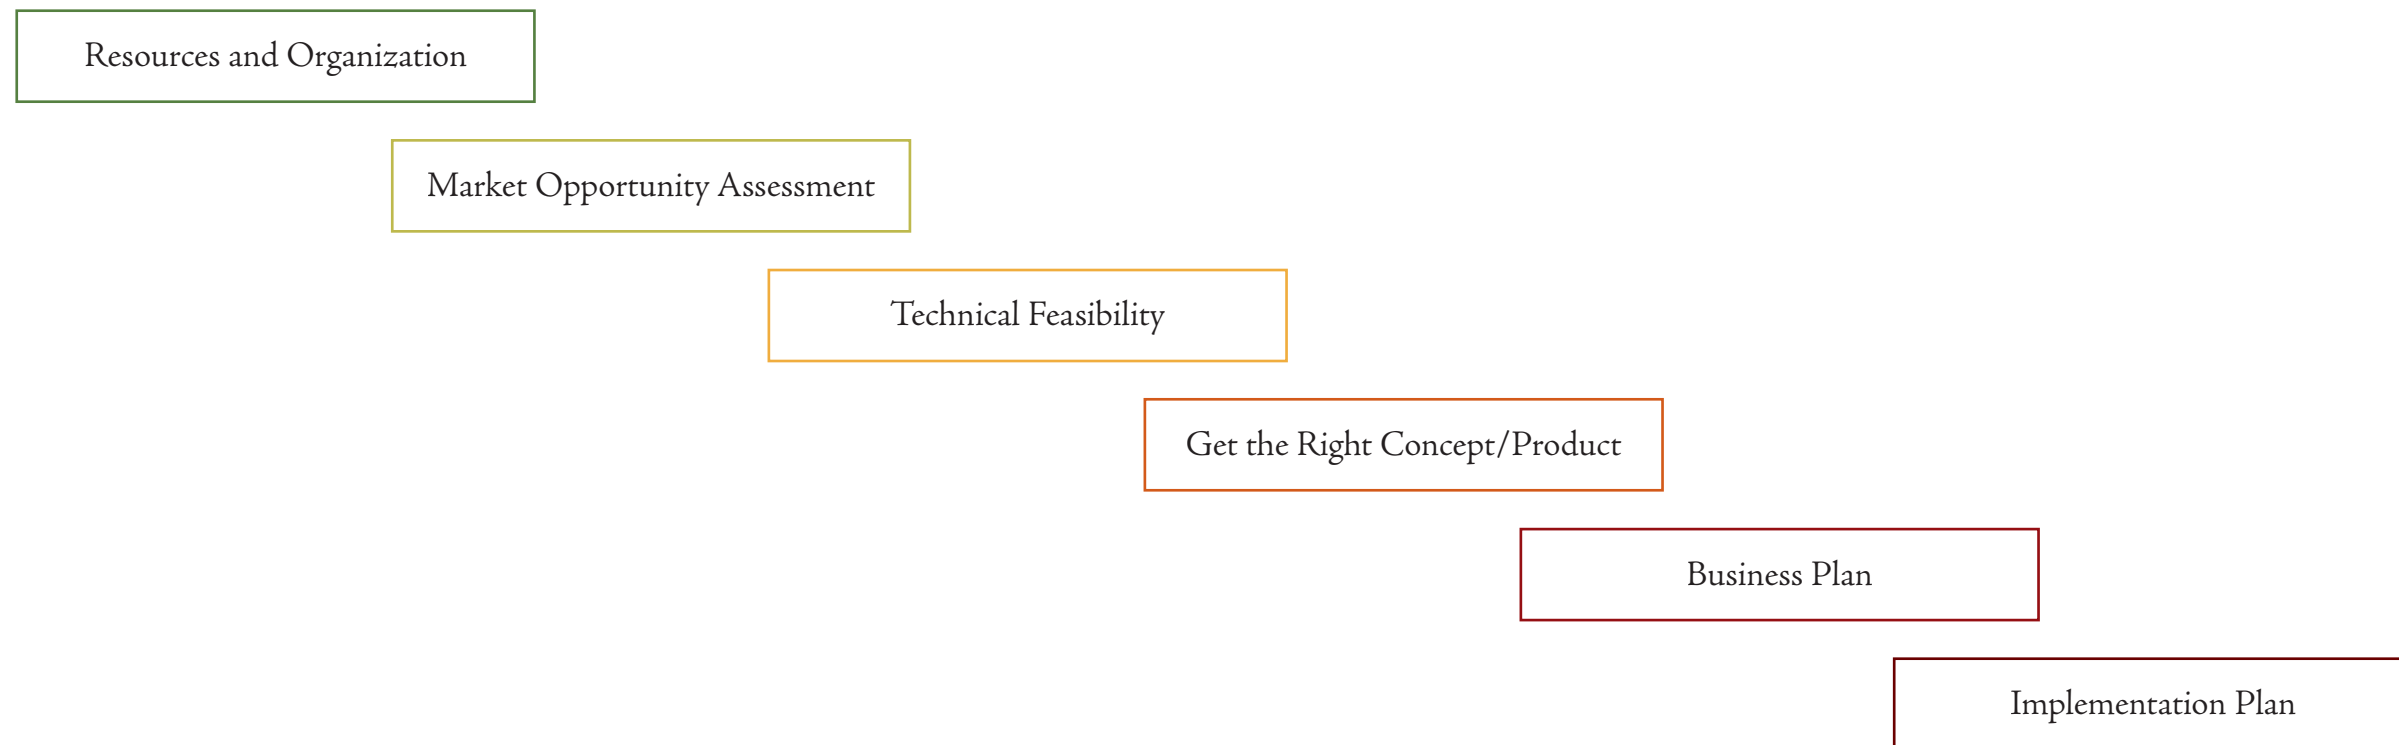 Resources and Organization
Market Opportunity Assessment
Technical Feasibility
Get the Right Concept/Product
Business Plan
Implementation Plan